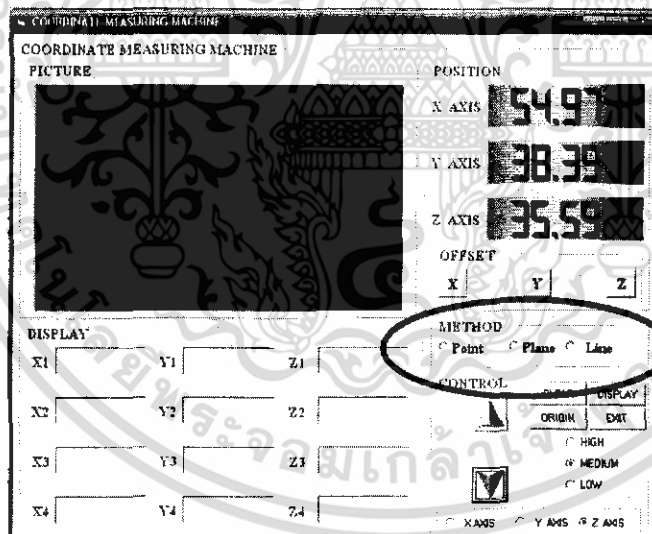 COORDINATE MEASURING MACHINE
COORDINATE MEASURING MACHINE
PICTURE
POSITION
X AXIS 54.97
Y AXIS 38.39
Z AXIS 35.59
OFFSET
X Y Z
METHOD
Point Plane Line
DISPLAY
X1 Y1 Z1
X2 Y2 Z2
X3 Y3 Z3
X4 Y4 Z4
CONTROL
DISPLAY
ORIGIN EXIT
HIGH
MEDIUM
LOW
X AXIS Y AXIS Z AXIS